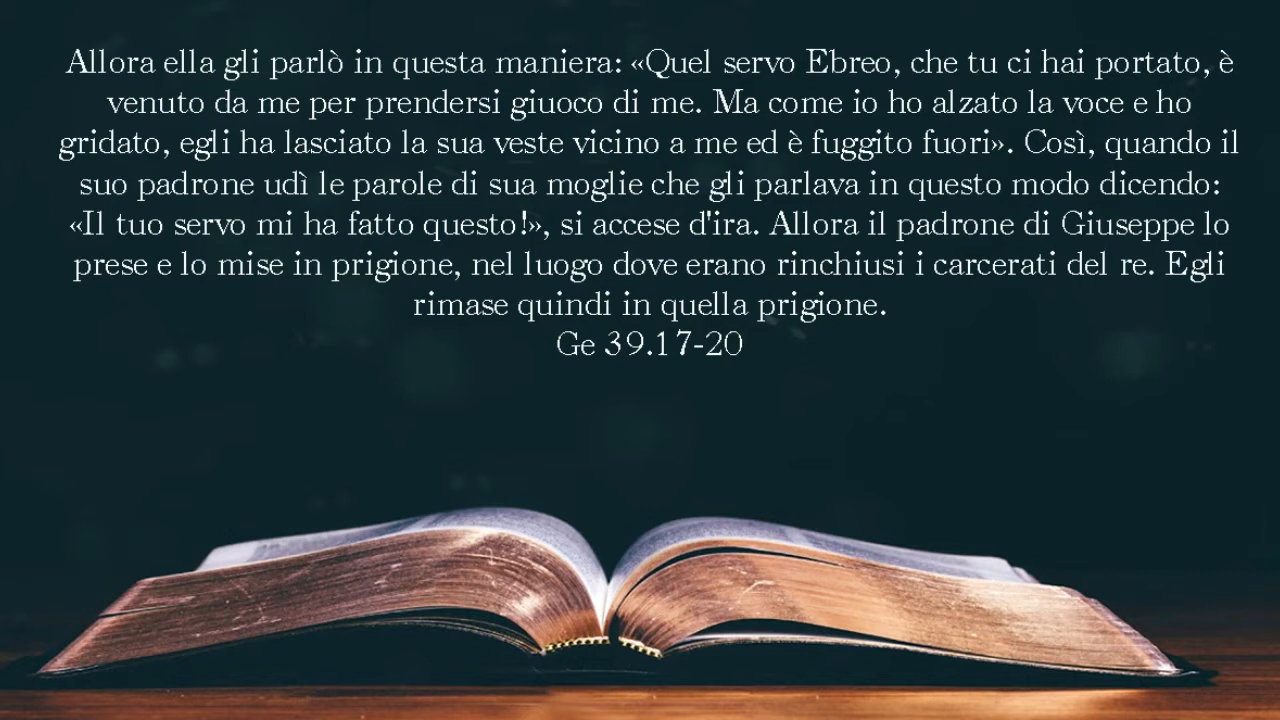 Allora ella gli parlò in questa maniera: «Quel servo Ebreo, che tu ci hai portato, è
venuto da me per prendersi giuoco di me. Ma come io ho alzato la voce e ho
gridato, egli ha lasciato la sua veste vicino a me ed è fuggito fuori». Così, quando il
suo padrone udì le parole di sua moglie che gli parlava in questo modo dicendo:
«Il tuo servo mi ha fatto questo!», si accese d'ira. Allora il padrone di Giuseppe lo
prese e lo mise in prigione, nel luogo dove erano rinchiusi i carcerati del re. Egli
rimase quindi in quella prigione.
Ge 39.17-20